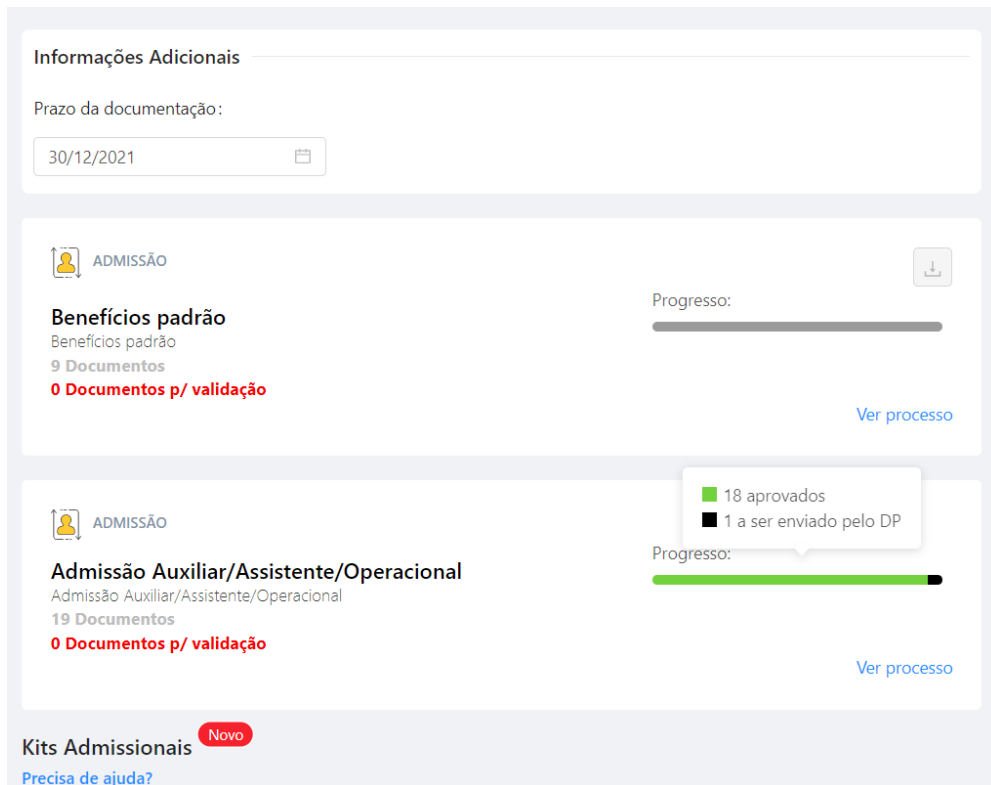 Informações Adicionais
Prazo da documentação:
30/12/2021
ADMISSÃO
Benefícios padrão
Benefícios padrão
9 Documentos
0 Documentos p/ validação
Progresso:
Ver processo
ADMISSÃO
Admissão Auxiliar/Assistente/Operacional
Admissão Auxiliar/Assistente/Operacional
19 Documentos
0 Documentos p/ validação
18 aprovados
1 a ser enviado pelo DP
Progresso:
Ver processo
Kits Admissionais
Novo
Precisa de ajuda?